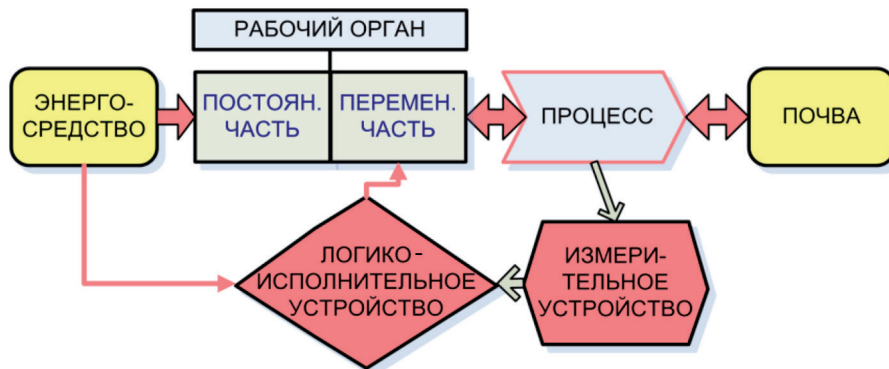 РАБОЧИЙ ОРГАН
ЭНЕРГО-
СРЕДСТВО
ПОСТОЯН.
ЧАСТЬ
ПЕРЕМЕН.
ЧАСТЬ
ПРОЦЕСС
ПОЧВА
ЛОГИКО-
ИСПОЛНИТЕЛЬНОЕ
УСТРОЙСТВО
ИЗМЕРИ-
ТЕЛЬНОЕ
УСТРОЙСТВО